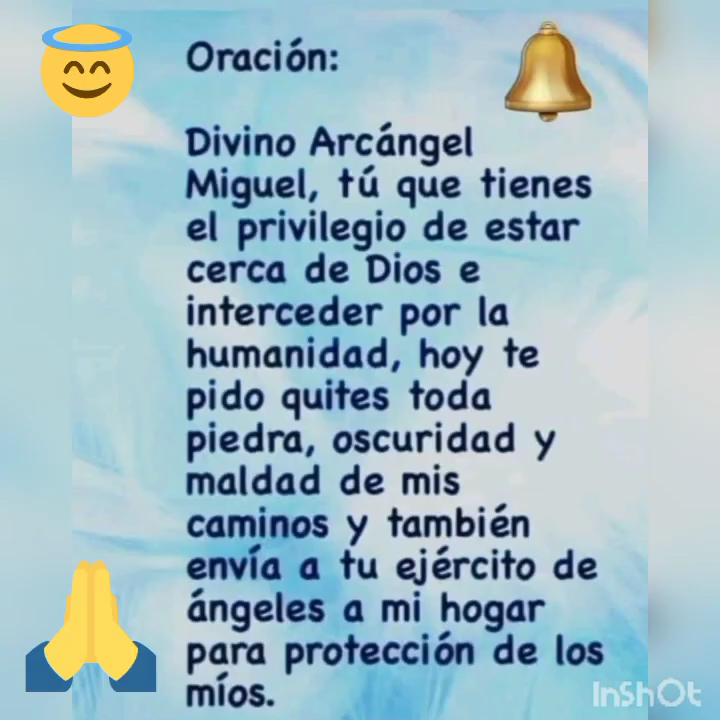 Oración:
Divino Arcángel
Miguel, tú que tienes
el privilegio de estar
cerca de Dios e
interceder por la
humanidad, hoy te
pido quites toda
piedra, oscuridad y
maldad de mis
caminos y también
envía a tu ejército de
ángeles a mi hogar
para protección de los
míos.
InShOt